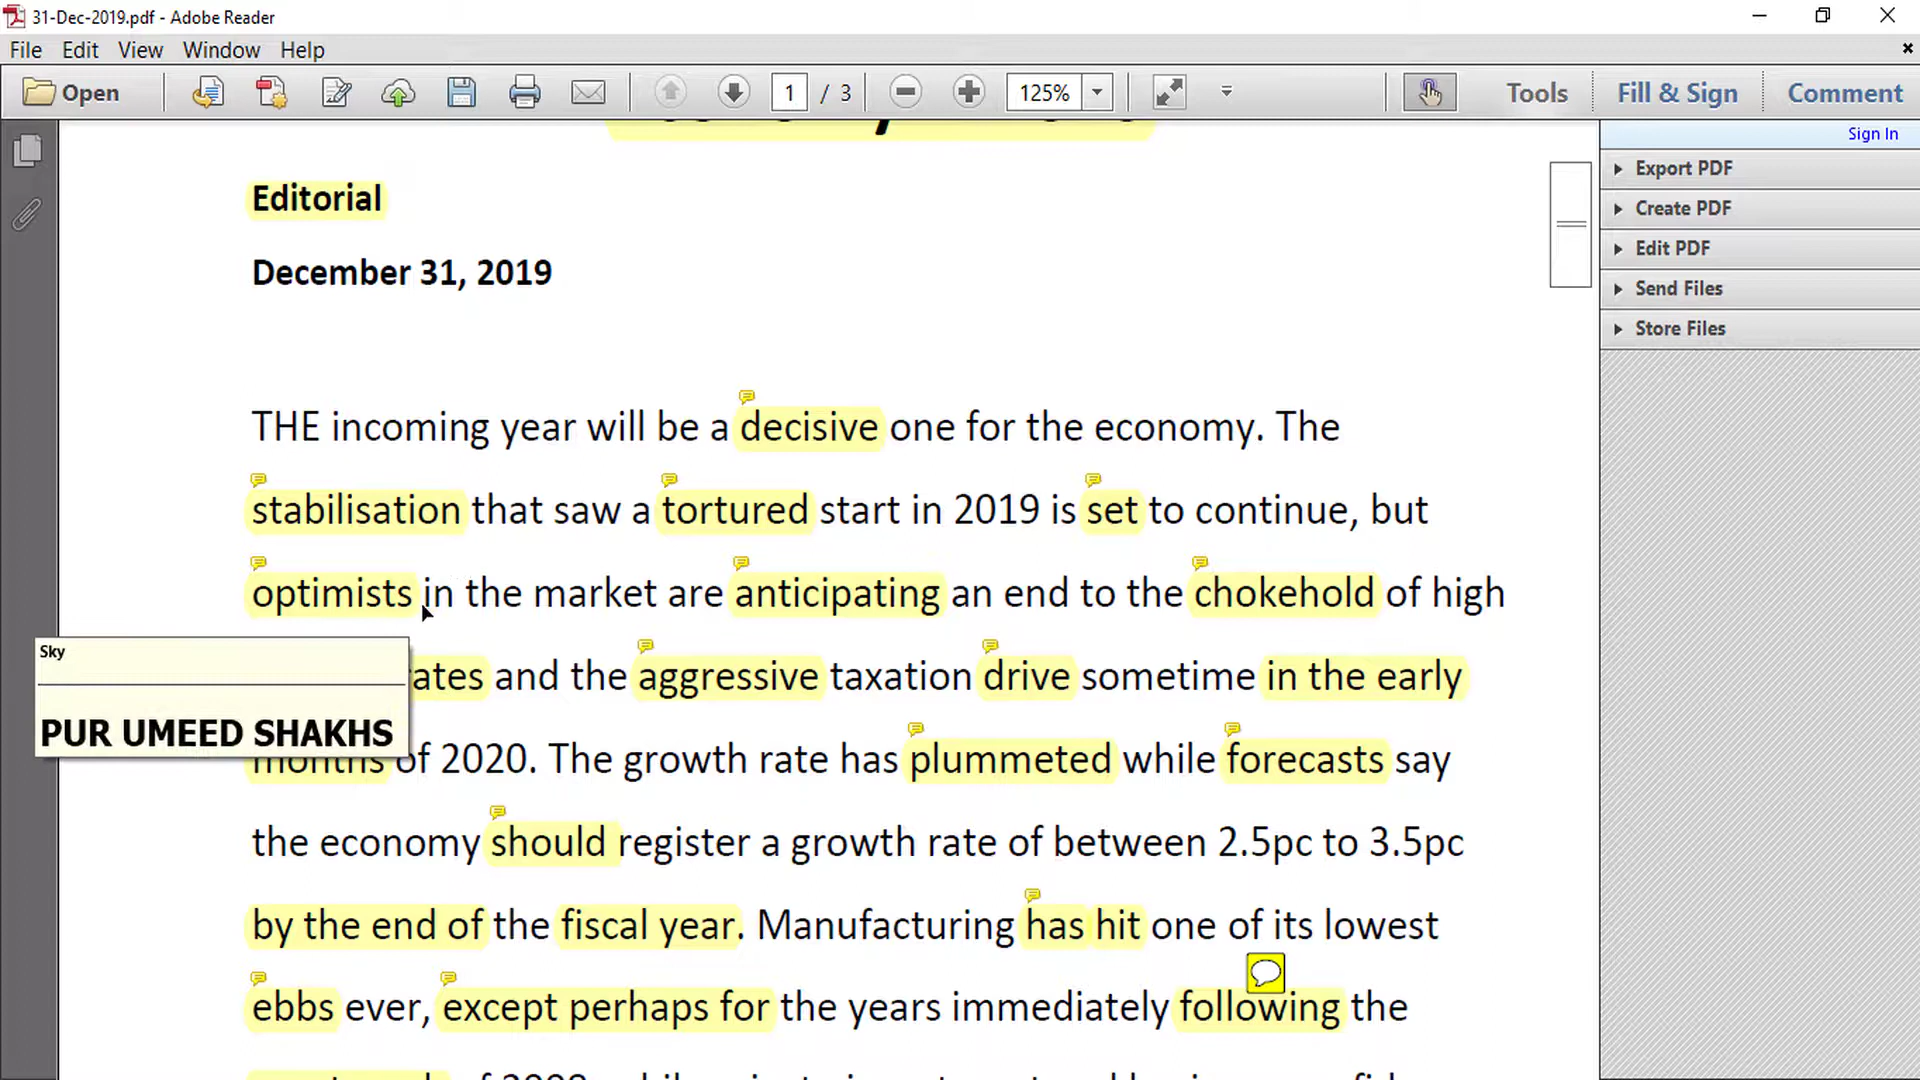 31-Dec-2019.pdf - Adobe Reader
File Edit View Window Help
Open 1 / 3 125% Tools Fill & Sign Comment
Sign In
Export PDF
Create PDF
Edit PDF
Send Files
Store Files
Editorial
December 31, 2019
THE incoming year will be a decisive one for the economy. The
stabilisation that saw a tortured start in 2019 is set to continue, but
optimists in the market are anticipating an end to the chokehold of high
rates and the aggressive taxation drive sometime in the early
months of 2020. The growth rate has plummeted while forecasts say
the economy should register a growth rate of between 2.5pc to 3.5pc
by the end of the fiscal year. Manufacturing has hit one of its lowest
ebbs ever, except perhaps for the years immediately following the
Sky
PUR UMEED SHAKHS